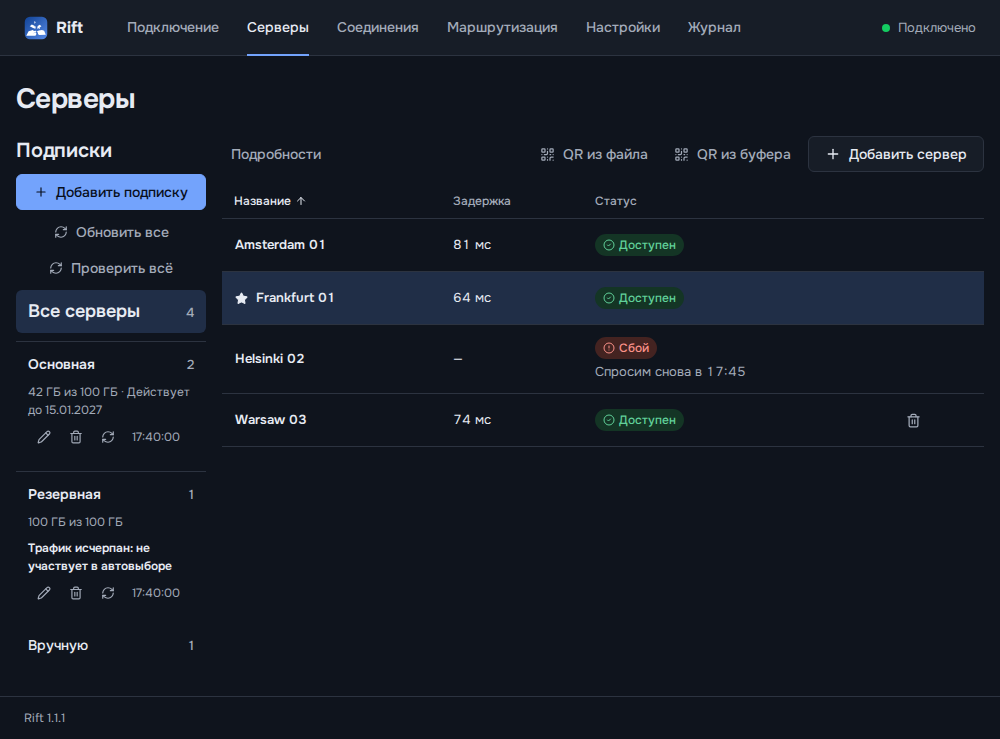 Rift
Подключение
Серверы
Соединения
Маршрутизация
Настройки
Журнал
Подключено
Серверы
Подписки
Добавить подписку
Обновить все
Проверить всё
Все серверы 4
Основная 2
42 ГБ из 100 ГБ · Действует
до 15.01.2027
17:40:00
Резервная 1
100 ГБ из 100 ГБ
Трафик исчерпан: не
участвует в автовыборе
17:40:00
Вручную 1
Подробности
QR из файла
QR из буфера
Добавить сервер
Название Задержка Статус
Amsterdam 01 81 мс Доступен
Frankfurt 01 64 мс Доступен
Helsinki 02 – Сбой
Спросим снова в 17:45
Warsaw 03 74 мс Доступен
Rift 1.1.1